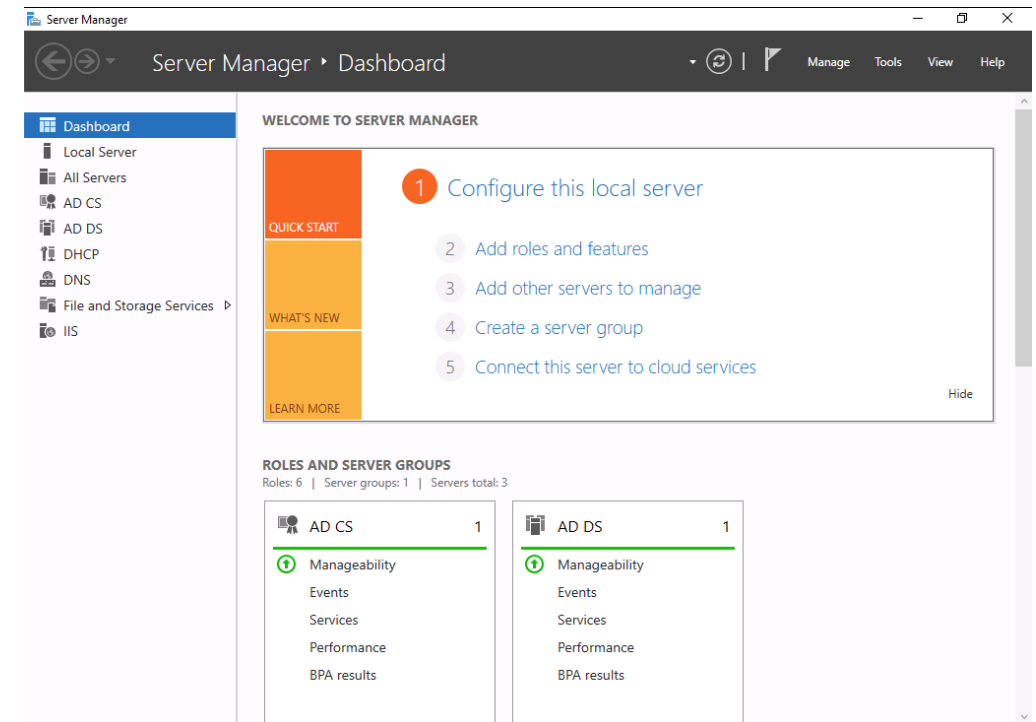 Server Manager
Server Manager ‣ Dashboard
Manage Tools View Help
Dashboard
Local Server
All Servers
AD CS
AD DS
DHCP
DNS
File and Storage Services
IIS
WELCOME TO SERVER MANAGER
QUICK START
WHAT'S NEW
LEARN MORE
1 Configure this local server
2 Add roles and features
3 Add other servers to manage
4 Create a server group
5 Connect this server to cloud services
Hide
ROLES AND SERVER GROUPS
Roles: 6 | Server groups: 1 | Servers total: 3
AD CS 1
Manageability
Events
Services
Performance
BPA results
AD DS 1
Manageability
Events
Services
Performance
BPA results